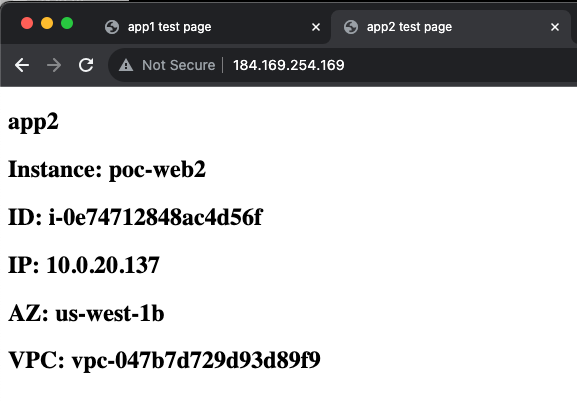 app1 test page
app2 test page
Not Secure
184.169.254.169
app2
Instance: poc-web2
ID: i-0e74712848ac4d56f
IP: 10.0.20.137
AZ: us-west-1b
VPC: vpc-047b7d729d93d89f9